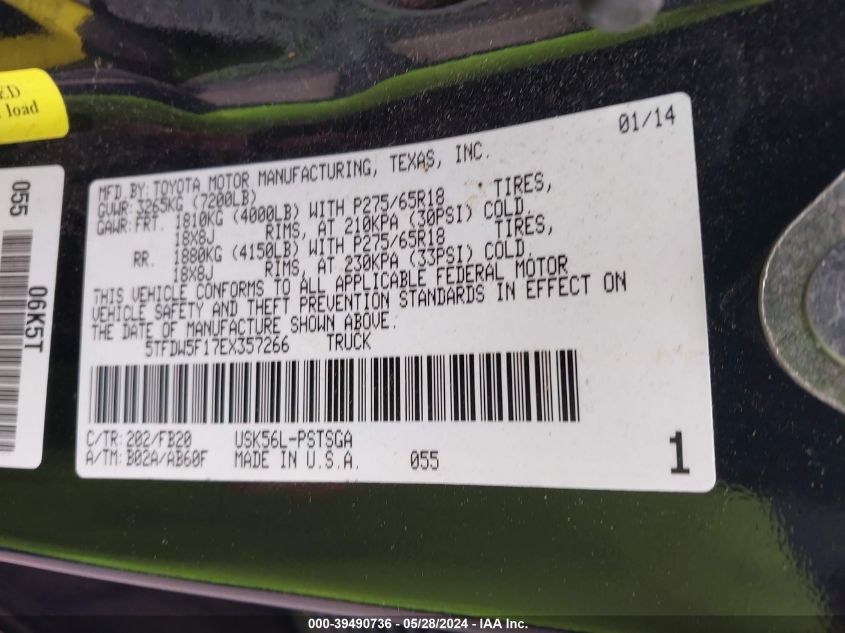 ED
load
055
06K5T
01/14
MFD BY: TOYOTA MOTOR MANUFACTURING, TEXAS, INC.
GVWR: 3265KG (7200LB)
GAWR: FRT. 1810KG (4000LB) WITH P275/65R18 TIRES,
18X8J RIMS, AT 210KPA (30PSI) COLD.
RR. 1880KG (4150LB) WITH P275/65R18 TIRES,
18X8J RIMS, AT 230KPA (33PSI) COLD.
THIS VEHICLE CONFORMS TO ALL APPLICABLE FEDERAL MOTOR
VEHICLE SAFETY AND THEFT PREVENTION STANDARDS IN EFFECT ON
THE DATE OF MANUFACTURE SHOWN ABOVE.
5TFDW5F17EX357266 TRUCK
C/TR: 202/FB20 USK56L-PSTSGA
A/TM: B02A/AB60F MADE IN U.S.A. 055
1
000-39490736 - 05/28/2024 - IAA Inc.